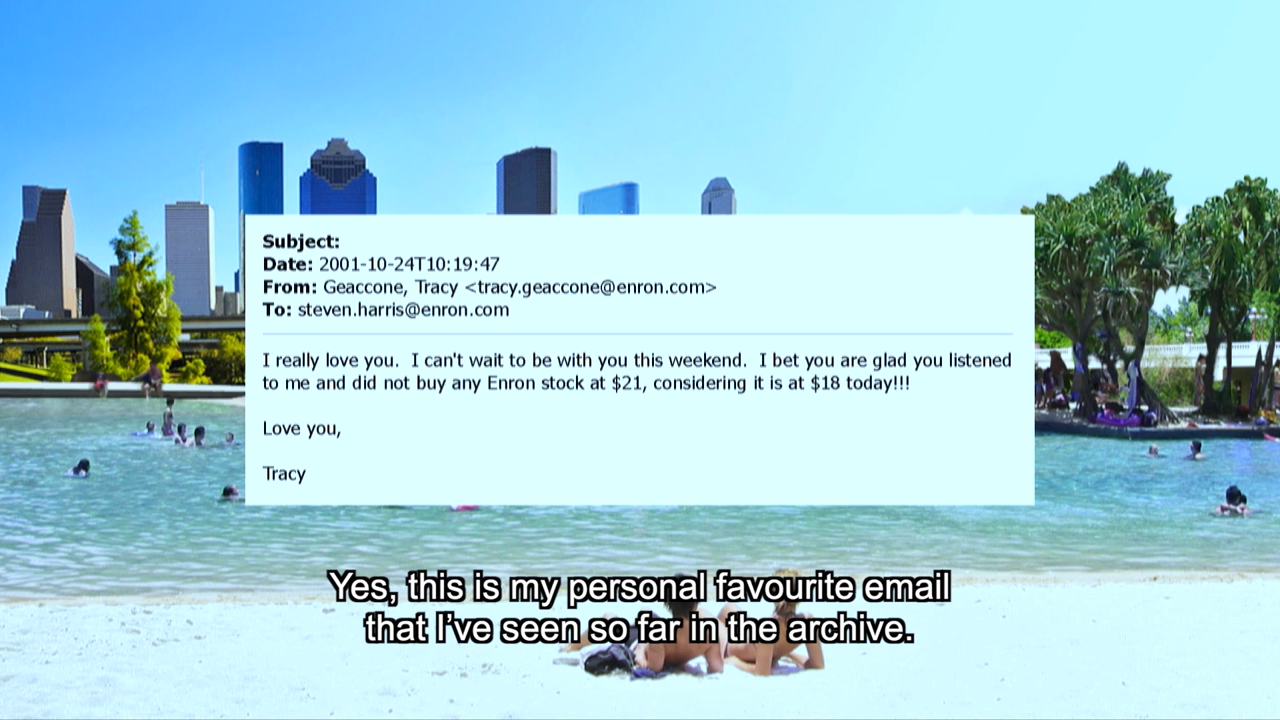 Subject:
Date: 2001-10-24T10:19:47
From: Geaccone, Tracy <tracy.geaccone@enron.com>
To: steven.harris@enron.com
I really love you.  I can't wait to be with you this weekend.  I bet you are glad you listened
to me and did not buy any Enron stock at $21, considering it is at $18 today!!!
Love you,
Tracy
Yes, this is my personal favourite email
that I've seen so far in the archive.